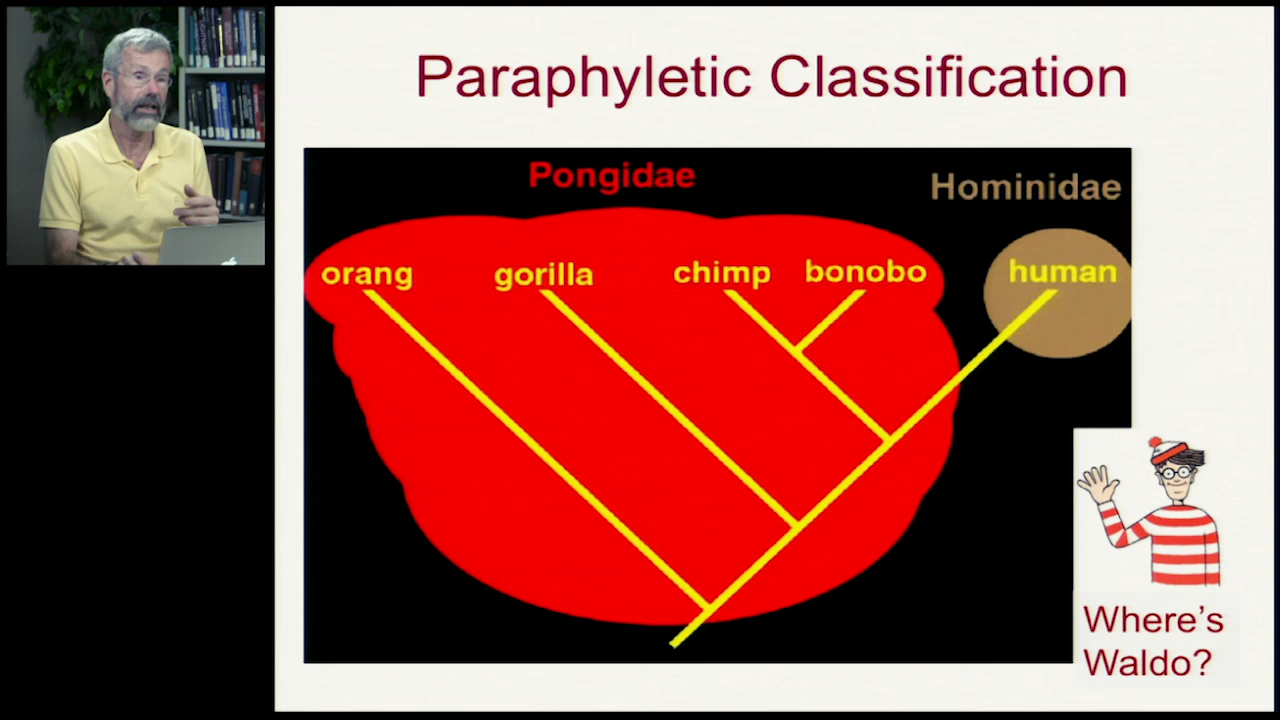 Paraphyletic Classification
Pongidae
Hominidae
orang gorilla chimp bonobo human
Where's
Waldo?